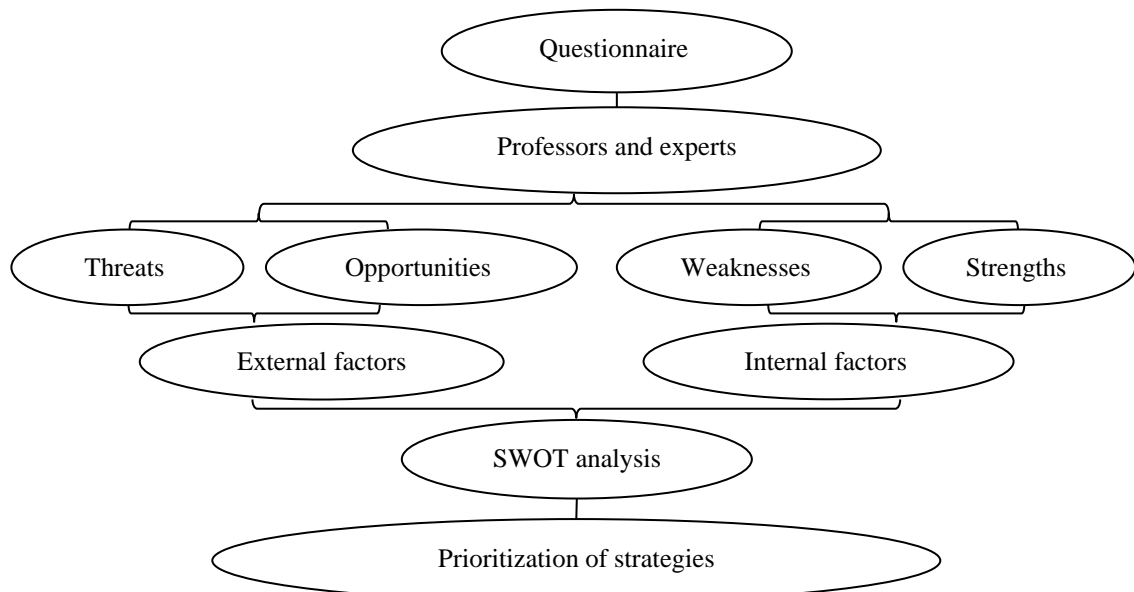 Questionnaire
Professors and experts
Threats
Opportunities
Weaknesses
Strengths
External factors
Internal factors
SWOT analysis
Prioritization of strategies